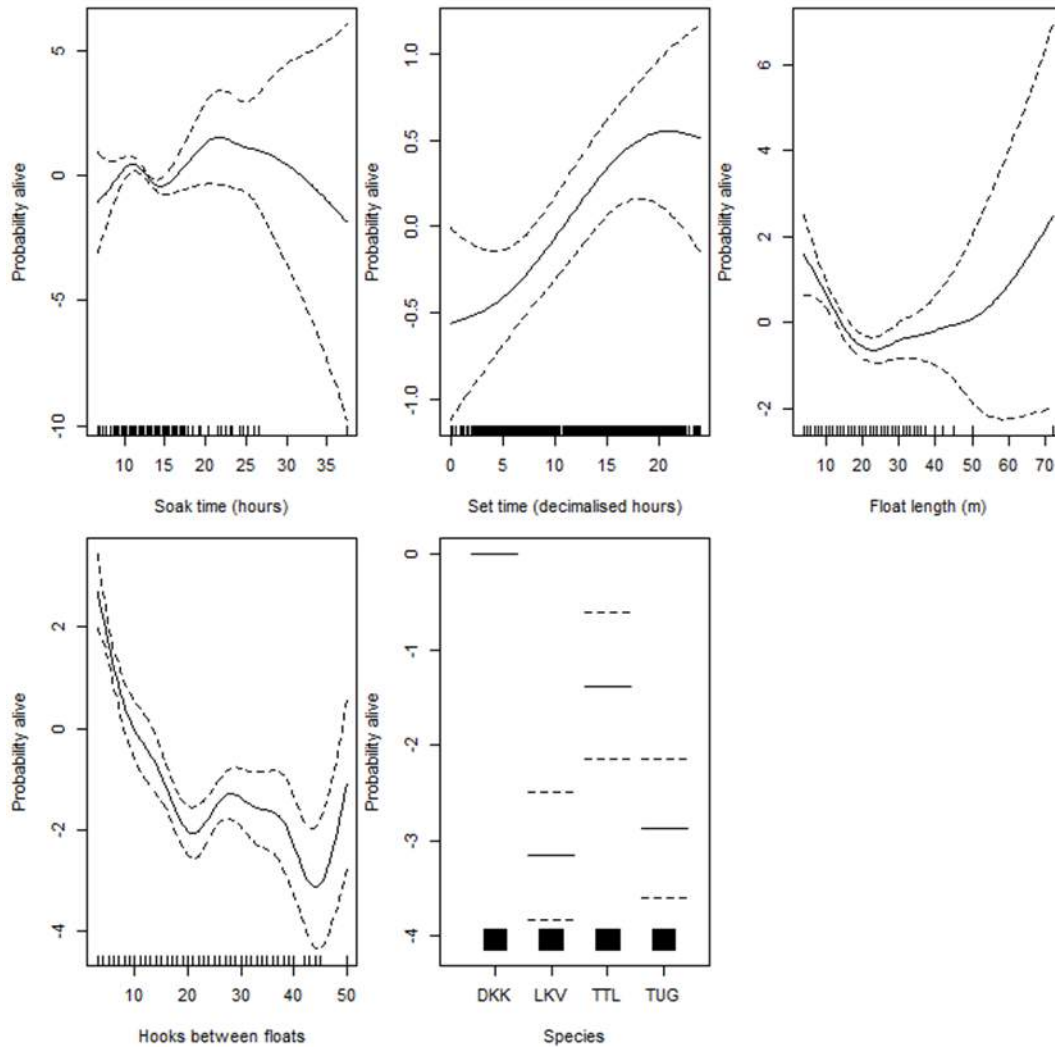 Probability alive
5
0
-5
-10
10 15 20 25 30 35
Soak time (hours)
Probability alive
1.0
0.5
0.0
-0.5
-1.0
0 5 10 15 20
Set time (decimalised hours)
Probability alive
6
4
2
0
-2
10 20 30 40 50 60 70
Float length (m)
Probability alive
2
0
-2
-4
10 20 30 40 50
Hooks between floats
Probability alive
0
-1
-2
-3
-4
DKK LKV TTL TUG
Species